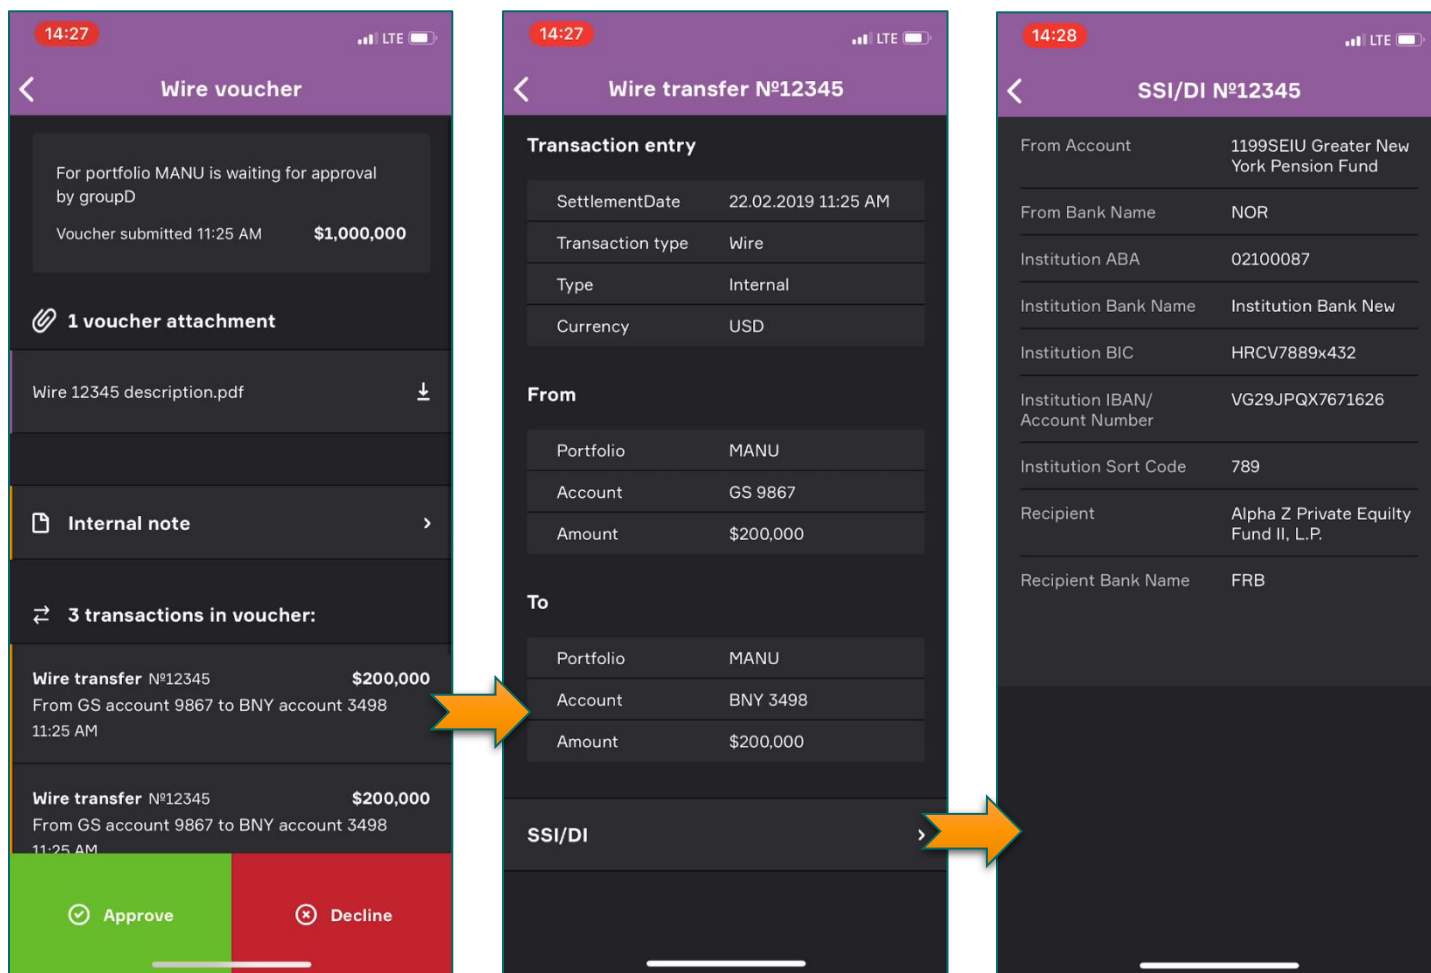 14:27
LTE
Wire voucher
For portfolio MANU is waiting for approval
by groupD
Voucher submitted 11:25 AM $1,000,000
1 voucher attachment
Wire 12345 description.pdf
Internal note
3 transactions in voucher:
Wire transfer №12345 $200,000
From GS account 9867 to BNY account 3498
11:25 AM
Wire transfer №12345 $200,000
From GS account 9867 to BNY account 3498
11:25 AM
Approve
Decline
14:27
LTE
Wire transfer №12345
Transaction entry
SettlementDate 22.02.2019 11:25 AM
Transaction type Wire
Type Internal
Currency USD
From
Portfolio MANU
Account GS 9867
Amount $200,000
To
Portfolio MANU
Account BNY 3498
Amount $200,000
SSI/DI
14:28
LTE
SSI/DI №12345
From Account 1199SEIU Greater New
York Pension Fund
From Bank Name NOR
Institution ABA 02100087
Institution Bank Name Institution Bank New
Institution BIC HRCV7889x432
Institution IBAN/ VG29JPQX7671626
Account Number
Institution Sort Code 789
Recipient Alpha Z Private Equilty
Fund II, L.P.
Recipient Bank Name FRB